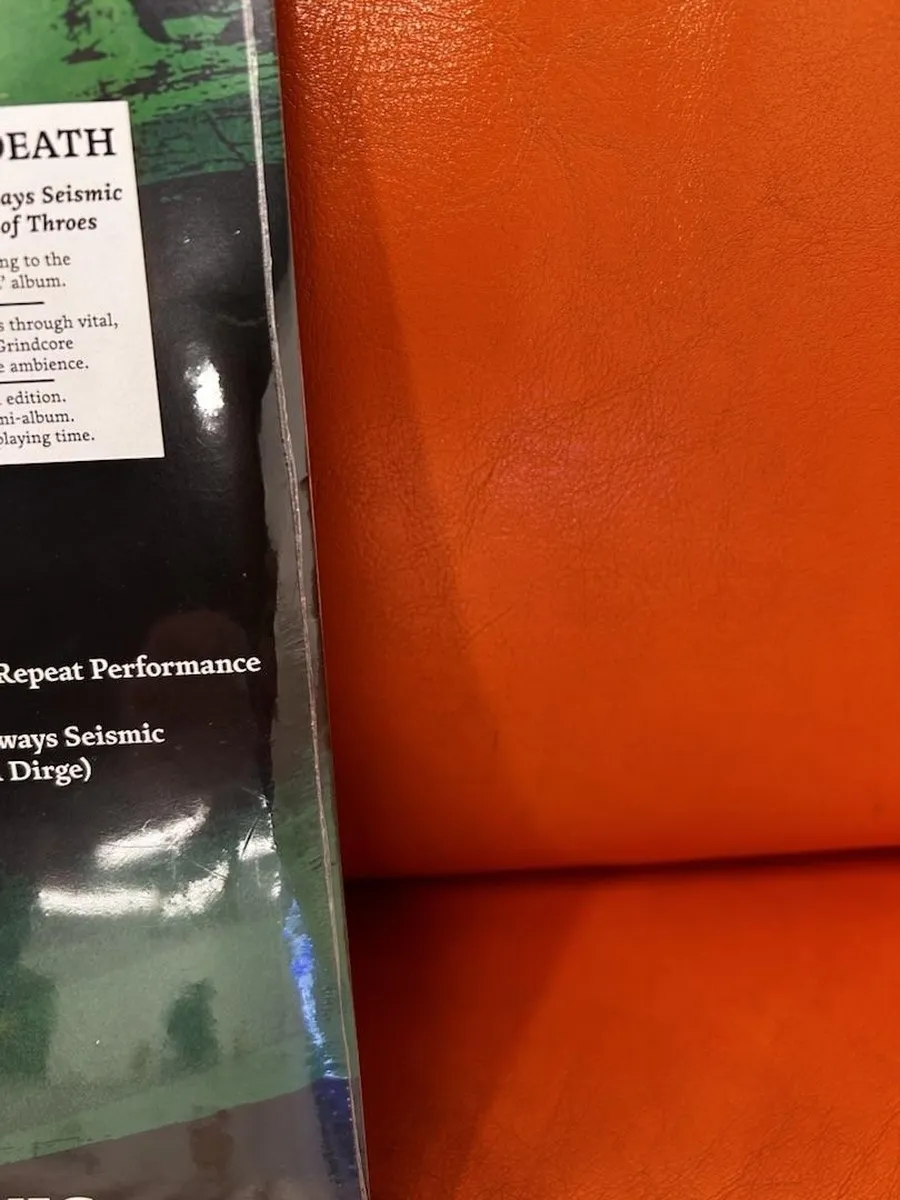 DEATH
ays Seismic
of Throes
ng to the
' album.
s through vital,
Grindcore
e ambience.
edition.
ni-album.
playing time.
Repeat Performance
ways Seismic
Dirge)